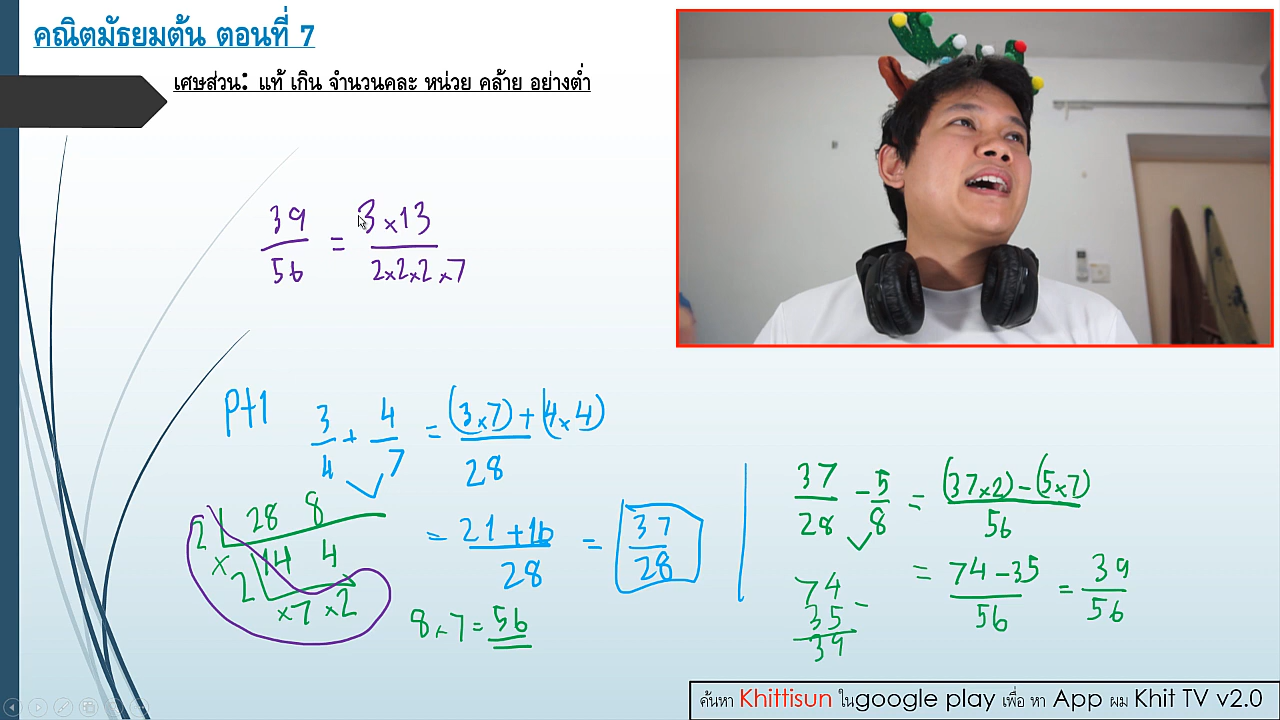 คณิตมัธยมต้น ตอนที่ 7
เศษส่วน: แท้ เกิน จำนวนคละ หน่วย คล้าย อย่างต่ำ
39/56 = 3×13/2×2×2×7
Pt1 3/4 + 4/7 = (3×7)+(4×4)/28
= 21+16/28 = 37/28
2 28 8
× 2 14 4
×7 ×2
8×7=56
37/28 - 5/8 = (37×2)-(5×7)/56
= 74-35/56 = 39/56
74
35 -
39
ค้นหา Khittisun ในgoogle play เพื่อ หา App ผม Khit TV v2.0